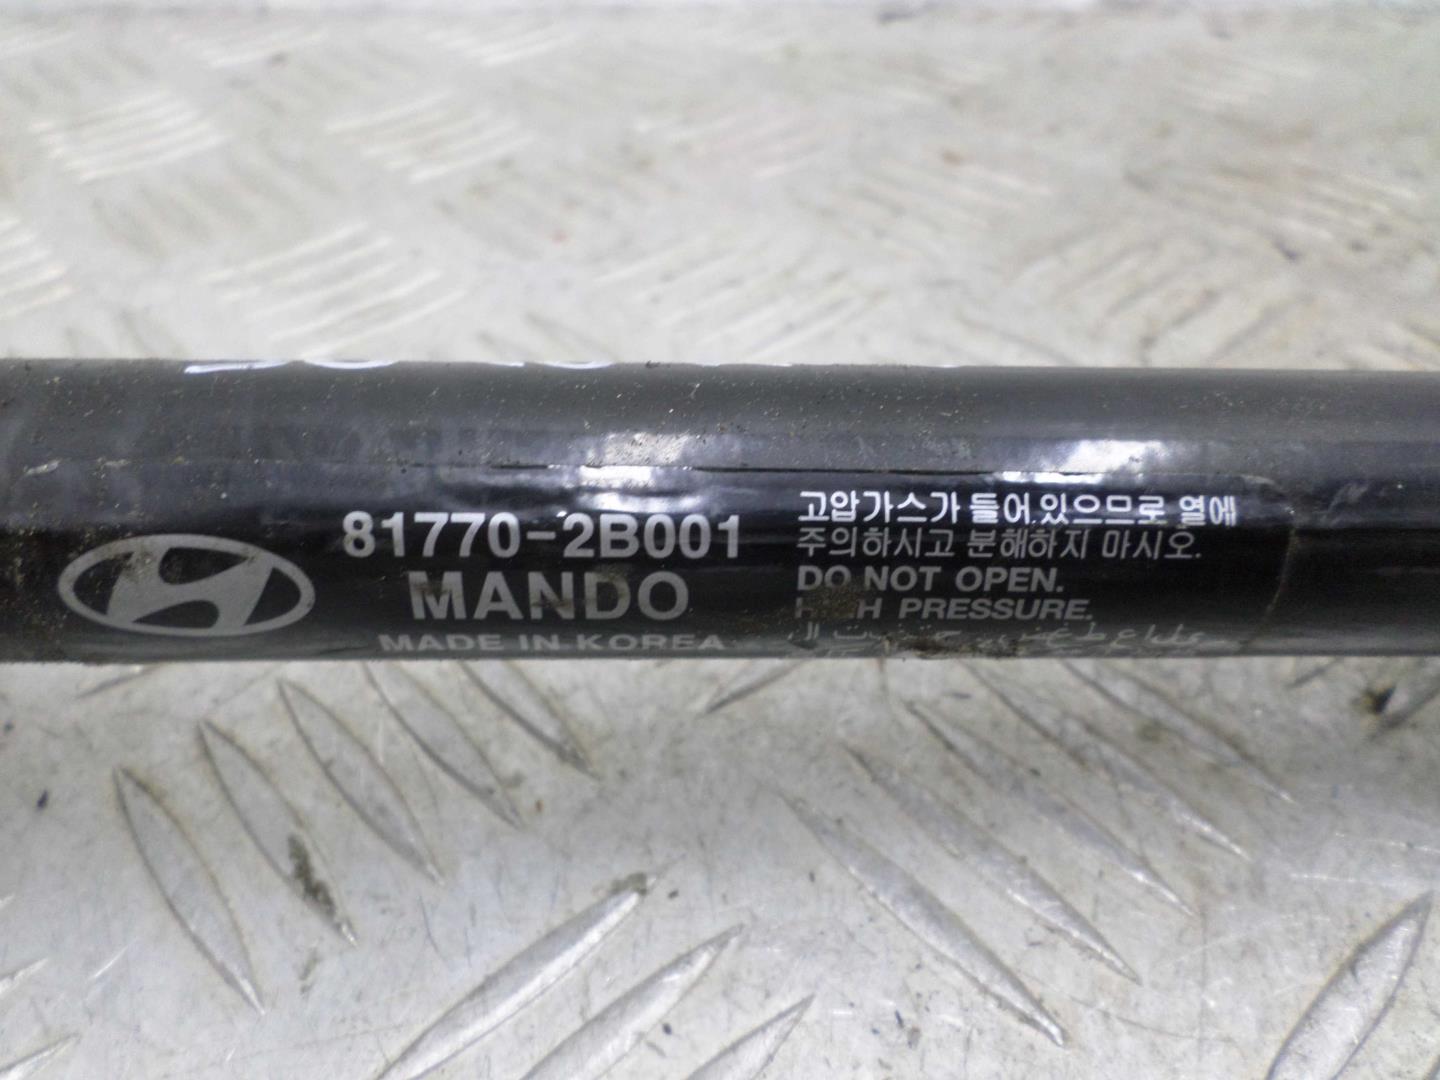 81770-2B001
MANDO
MADE IN KOREA
고압가스가 들어 있으므로 열에
주의하시고 분해하지 마시오.
DO NOT OPEN.
PRESSURE.